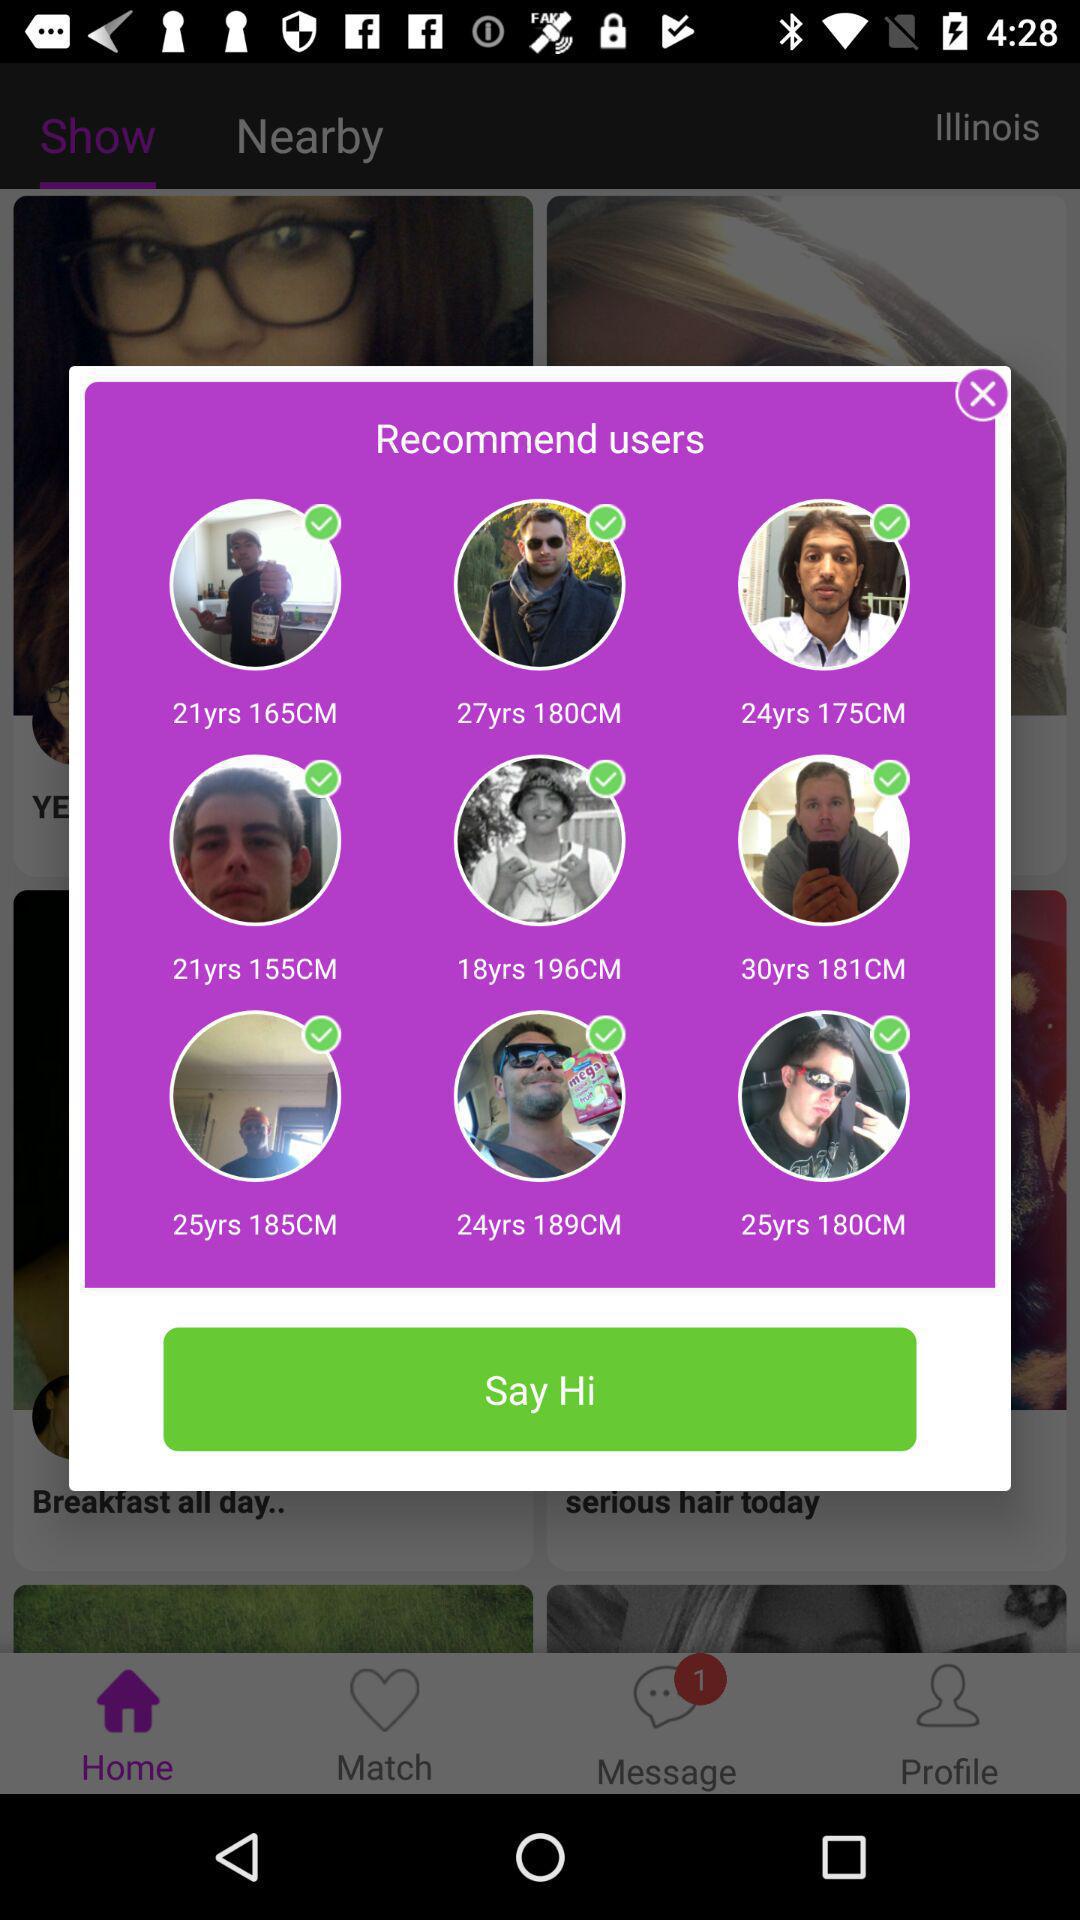 FAKE
4:28
Show Nearby Illinois
Recommend users
21yrs 165CM 27yrs 180CM 24yrs 175CM
YE
21yrs 155CM 18yrs 196CM 30yrs 181CM
mega
25yrs 185CM 24yrs 189CM 25yrs 180CM
Say Hi
Breakfast all day.. serious hair today
1
Home Match Message Profile